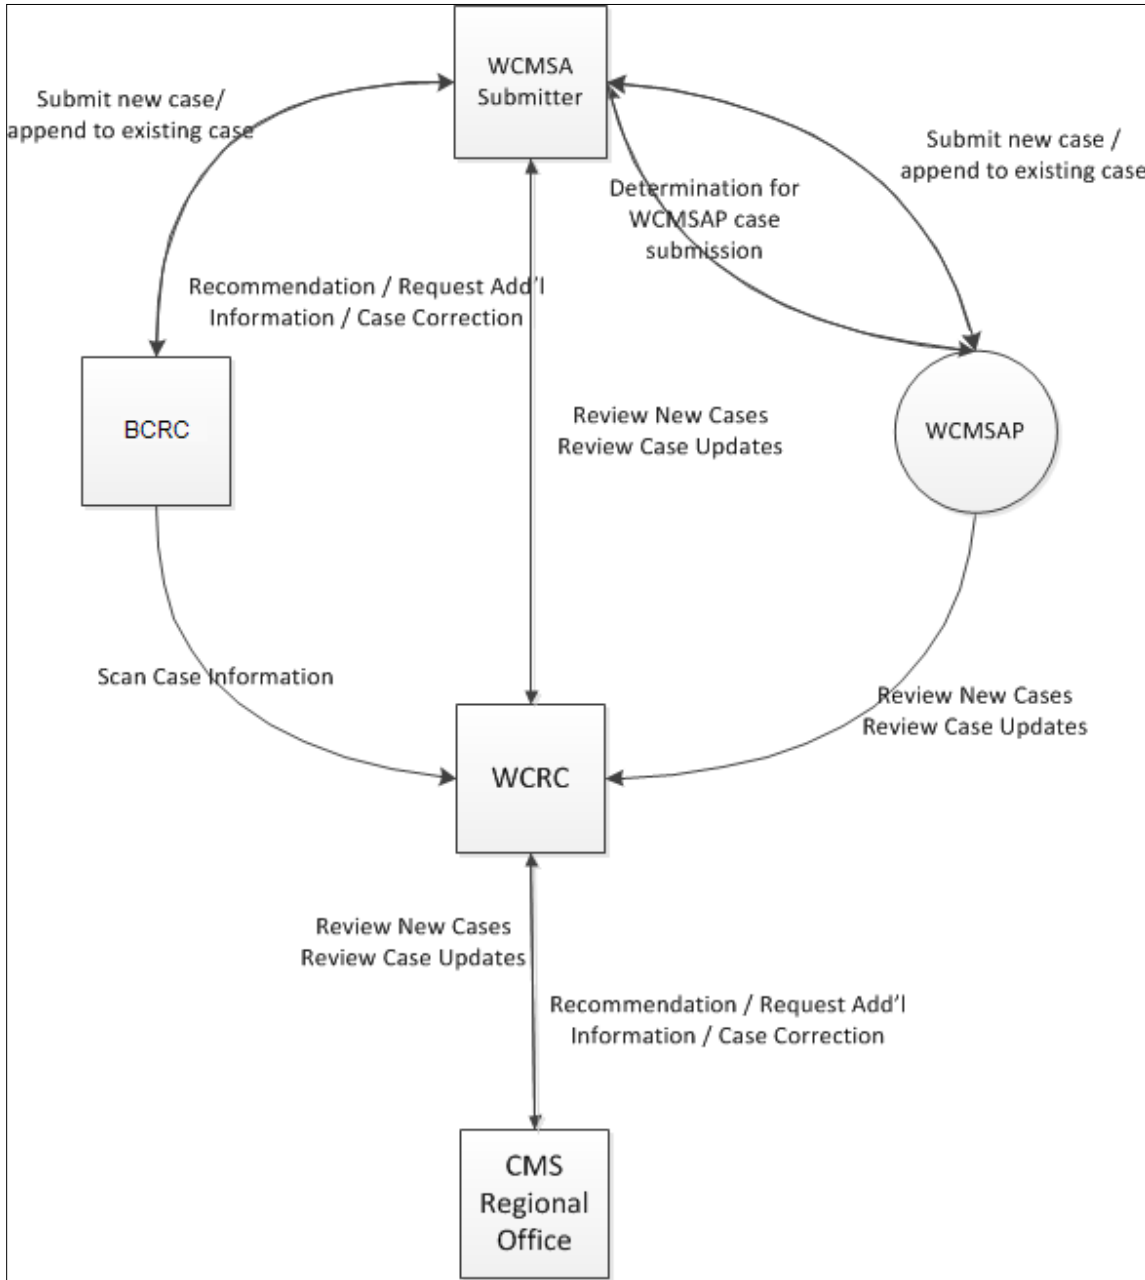 WCMSA
Submitter
Submit new case/
append to existing case
Submit new case /
append to existing case
Determination for
WCMSAP case
submission
Recommendation / Request Add'l
Information / Case Correction
BCRC
Review New Cases
Review Case Updates
WCMSAP
Scan Case Information
Review New Cases
Review Case Updates
WCRC
Review New Cases
Review Case Updates
Recommendation / Request Add'l
Information / Case Correction
CMS
Regional
Office